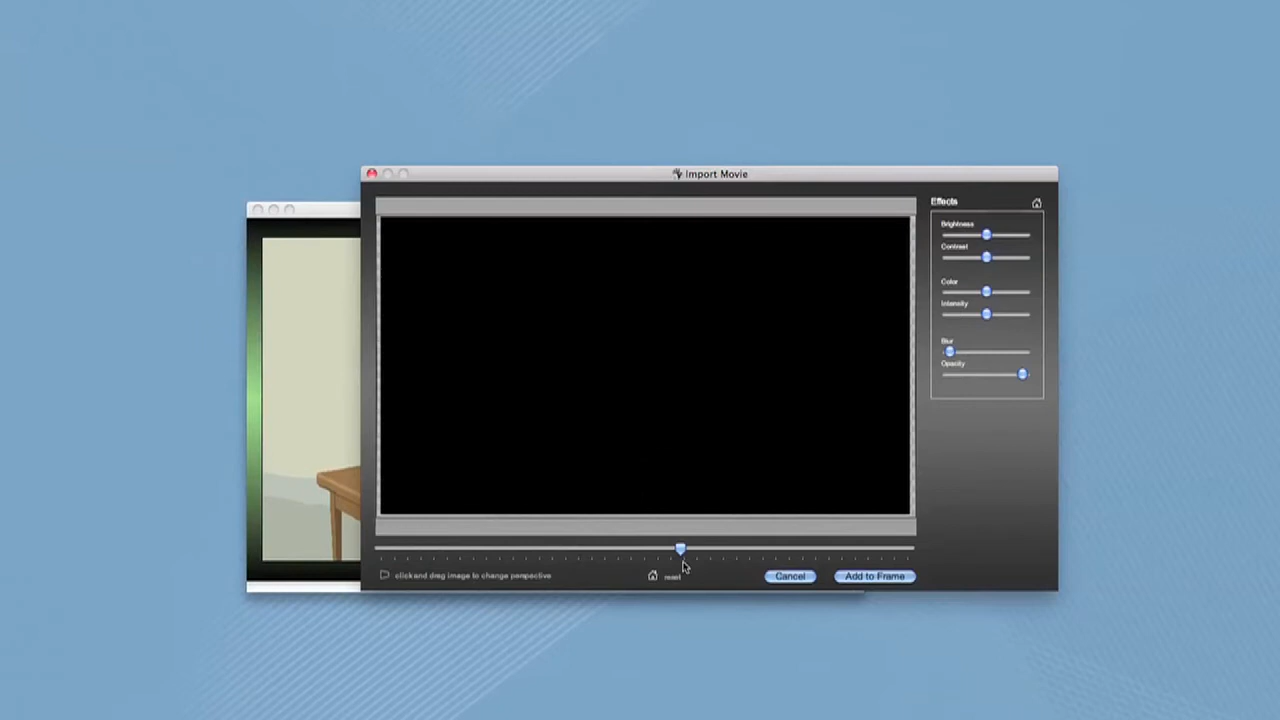 Import Movie
Effects
Brightness
Contrast
Color
Intensity
Blur
Opacity
click and drag image to change perspective
reset
Cancel
Add to Frame